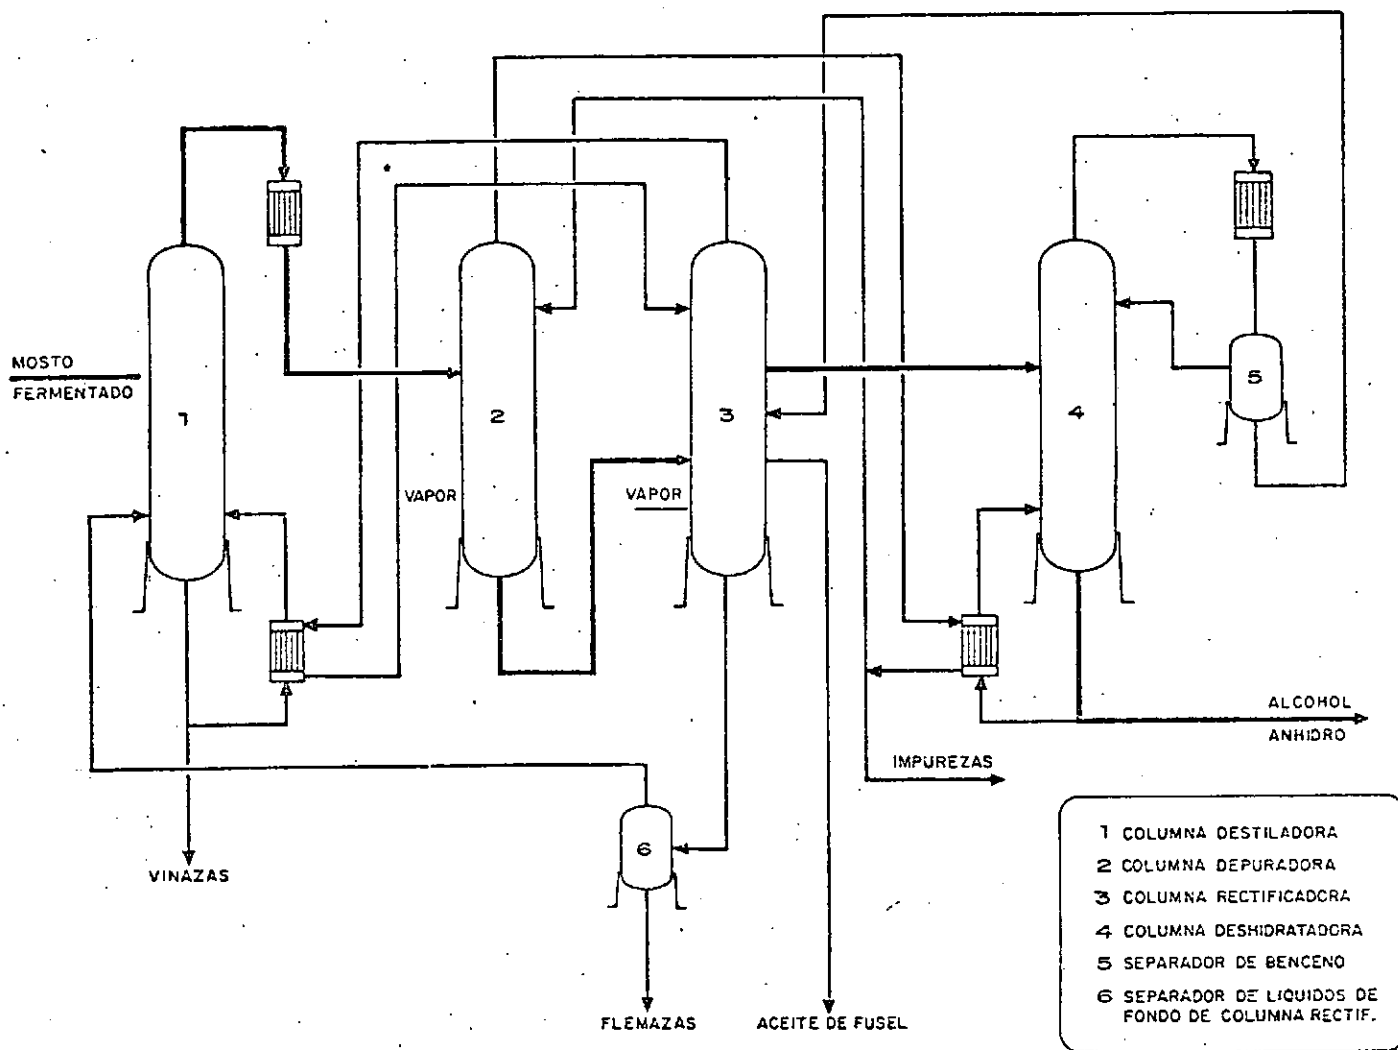 MOSTO
FERMENTADO
1
2
3
4
5
VAPOR
VAPOR
ALCOHOL
ANHIDRO
IMPUREZAS
6
VINAZAS
FLEMAZAS
ACEITE DE FUSEL
1 COLUMNA DESTILADORA
2 COLUMNA DEPURADORA
3 COLUMNA RECTIFICADORA
4 COLUMNA DESHIDRATADORA
5 SEPARADOR DE BENCENO
6 SEPARADOR DE LIQUIDOS DE
FONDO DE COLUMNA RECTIF.